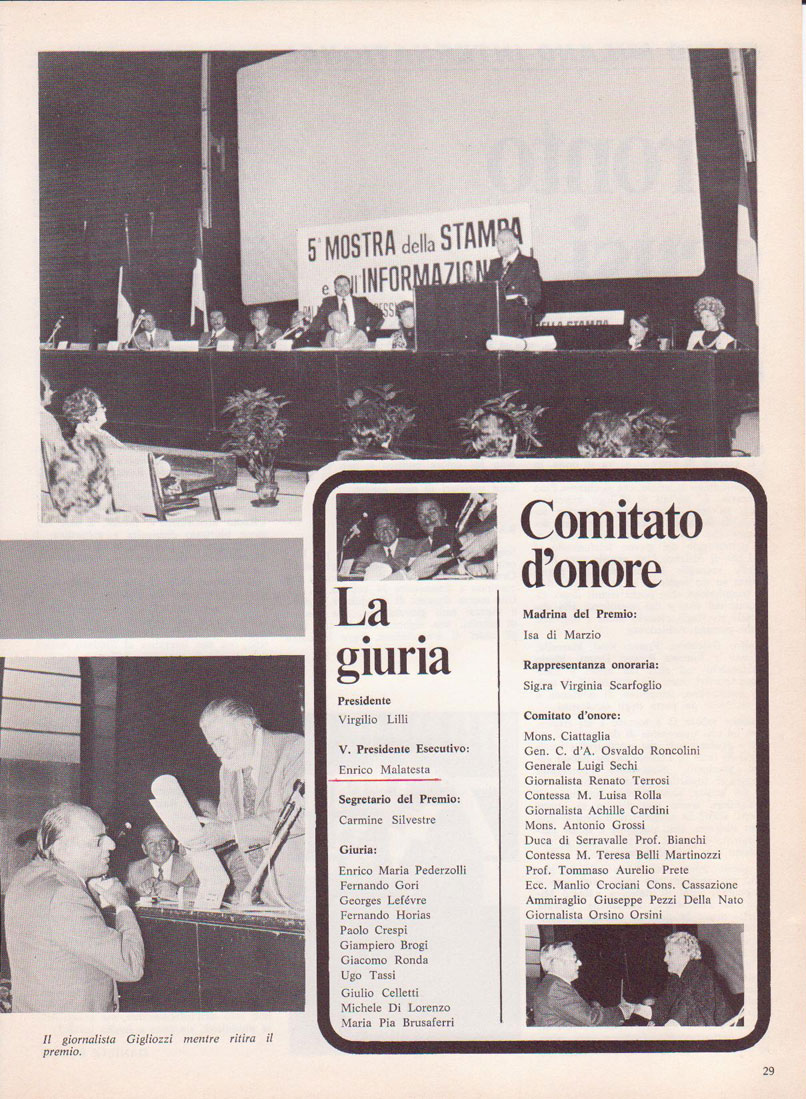 5ª MOSTRA della STAMPA
e dell'INFORMAZION
DELLA STAMPA
La
giuria
Presidente
Virgilio Lilli
V. Presidente Esecutivo:
Enrico Malatesta
Segretario del Premio:
Carmine Silvestre
Giuria:
Enrico Maria Pederzolli
Fernando Gori
Georges Lefévre
Fernando Horias
Paolo Crespi
Giampiero Brogi
Giacomo Ronda
Ugo Tassi
Giulio Celletti
Michele Di Lorenzo
Maria Pia Brusaferri
Comitato
d'onore
Madrina del Premio:
Isa di Marzio
Rappresentanza onoraria:
Sig.ra Virginia Scarfoglio
Comitato d'onore:
Mons. Ciattaglia
Gen. C. d'A. Osvaldo Roncolini
Generale Luigi Sechi
Giornalista Renato Terrosi
Contessa M. Luisa Rolla
Giornalista Achille Cardini
Mons. Antonio Grossi
Duca di Serravalle Prof. Bianchi
Contessa M. Teresa Belli Martinozzi
Prof. Tommaso Aurelio Prete
Ecc. Manlio Crociani Cons. Cassazione
Ammiraglio Giuseppe Pezzi Della Nato
Giornalista Orsino Orsini
Il giornalista Gigliozzi mentre ritira il
premio.
29